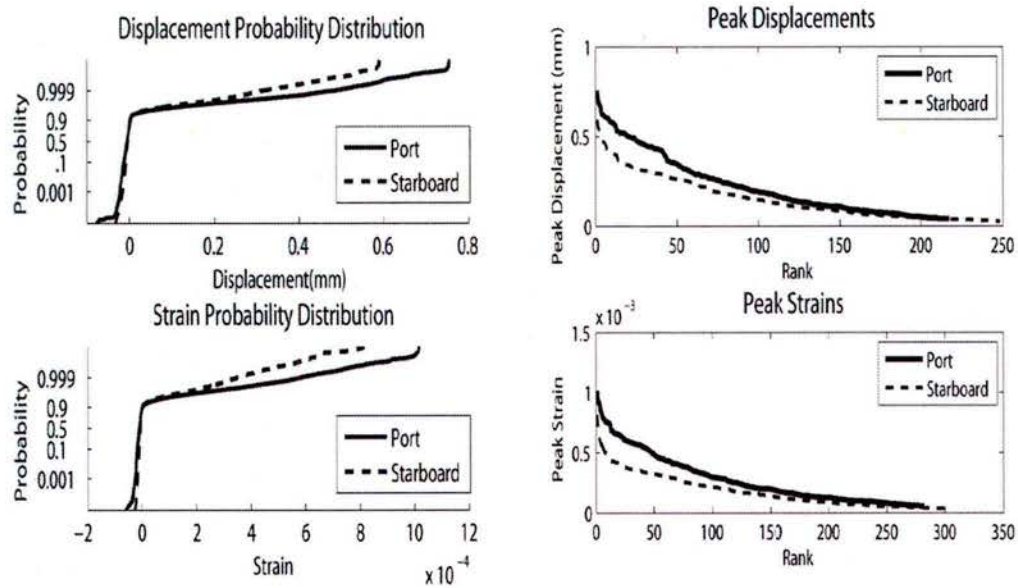 Displacement Probability Distribution
Probability
0.999
0.9
0.5
.1
0.001
Port
Starboard
0
0.2
0.4
0.6
0.8
Displacement(mm)
Peak Displacements
Peak Displacement (mm)
1
0.5
0
Port
Starboard
0
50
100
150
200
250
Rank
Strain Probability Distribution
Probability
0.999
0.9
0.5
0.1
0.001
Port
Starboard
−2
0
2
4
6
8
10
12
Strain
x 10⁻⁴
Peak Strains
x 10⁻³
Peak Strain
1.5
1
0.5
0
Port
Starboard
0
50
100
150
200
250
300
350
Rank